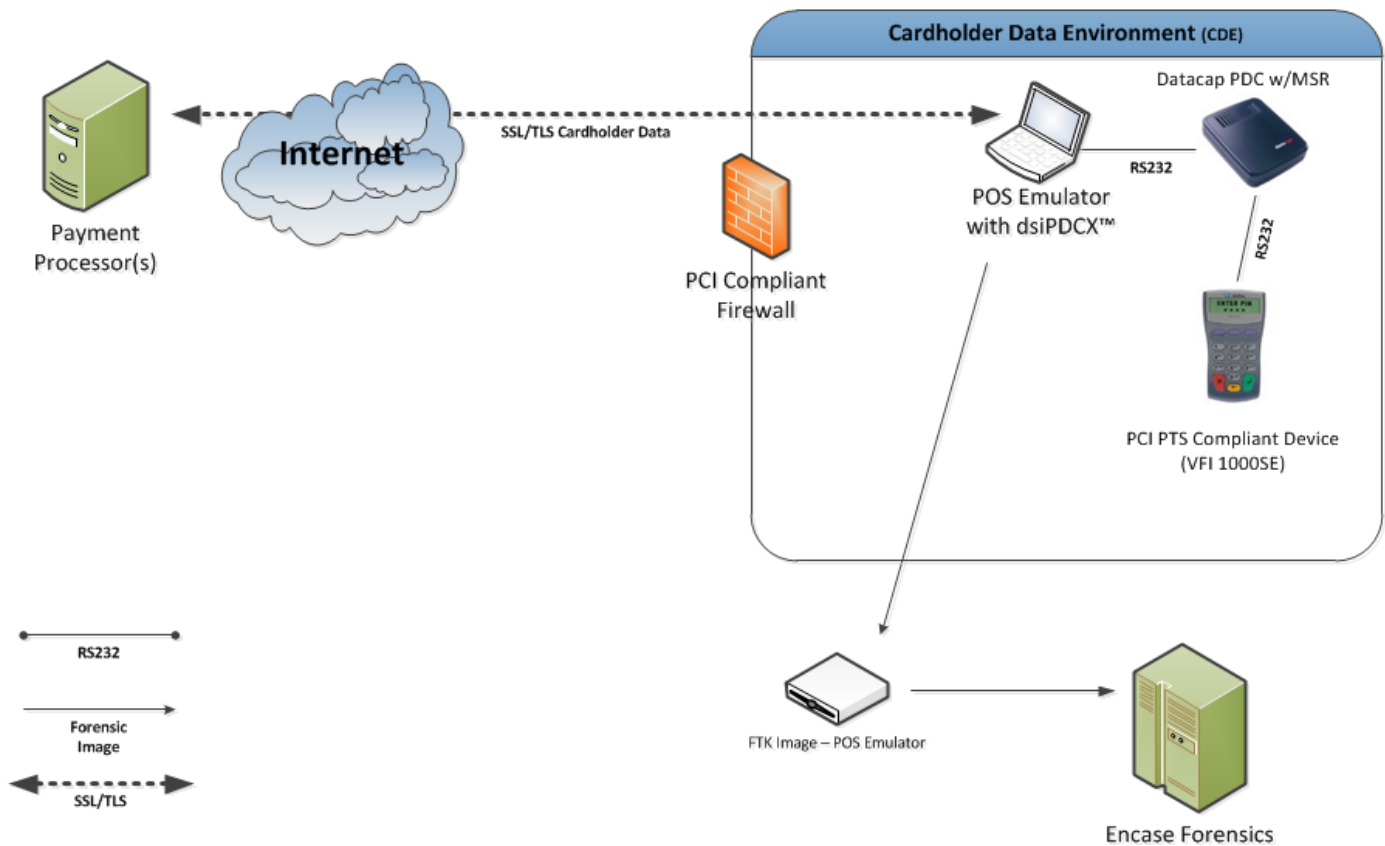 Cardholder Data Environment (CDE)
Datacap PDC w/MSR
SSL/TLS Cardholder Data
Internet
RS232
POS Emulator
with dsiPDCX™
Payment
Processor(s)
RS232
PCI Compliant
Firewall
ENTER PIN
PCI PTS Compliant Device
(VFI 1000SE)
RS232
Forensic
Image
FTK Image – POS Emulator
SSL/TLS
Encase Forensics